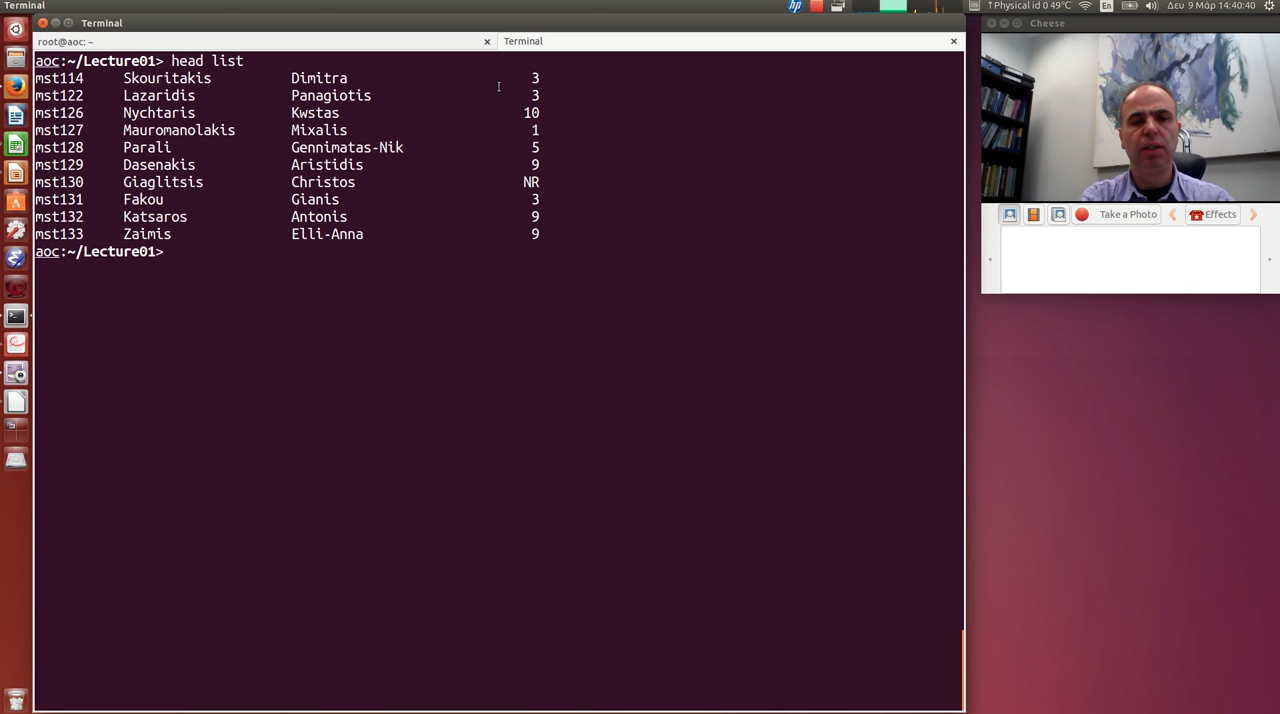 Terminal
↑Physical id 0 49°C En Δευ 9 Μάρ 14:40:40
Terminal
Cheese
root@aoc: ~
Terminal
aoc:~/Lecture01> head list
mst114 Skouritakis Dimitra 3
mst122 Lazaridis Panagiotis 3
mst126 Nychtaris Kwstas 10
mst127 Mauromanolakis Mixalis 1
mst128 Parali Gennimatas-Nik 5
mst129 Dasenakis Aristidis 9
mst130 Giaglitsis Christos NR
mst131 Fakou Gianis 3
mst132 Katsaros Antonis 9
mst133 Zaimis Elli-Anna 9
aoc:~/Lecture01>
Take a Photo
Effects